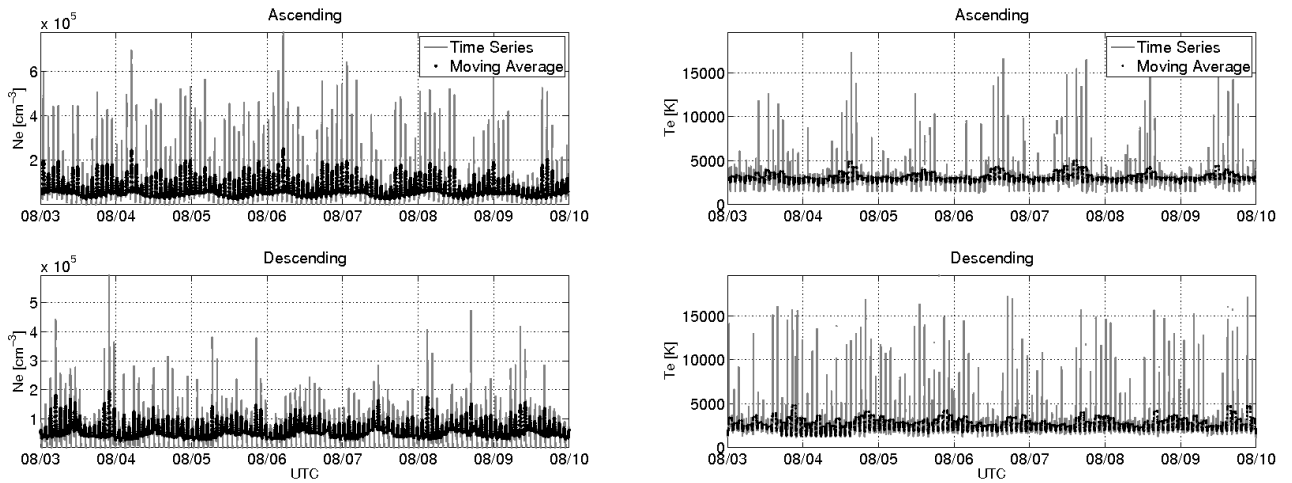 Ascending
x 10^5
Ne [cm^-3]
6
4
2
Time Series
Moving Average
08/03 08/04 08/05 08/06 08/07 08/08 08/09 08/10
Ascending
Te [K]
15000
10000
5000
0
Time Series
Moving Average
08/03 08/04 08/05 08/06 08/07 08/08 08/09 08/10
Descending
x 10^5
Ne [cm^-3]
5
4
3
2
1
08/03 08/04 08/05 08/06 08/07 08/08 08/09 08/10
UTC
Descending
Te [K]
15000
10000
5000
0
08/03 08/04 08/05 08/06 08/07 08/08 08/09 08/10
UTC